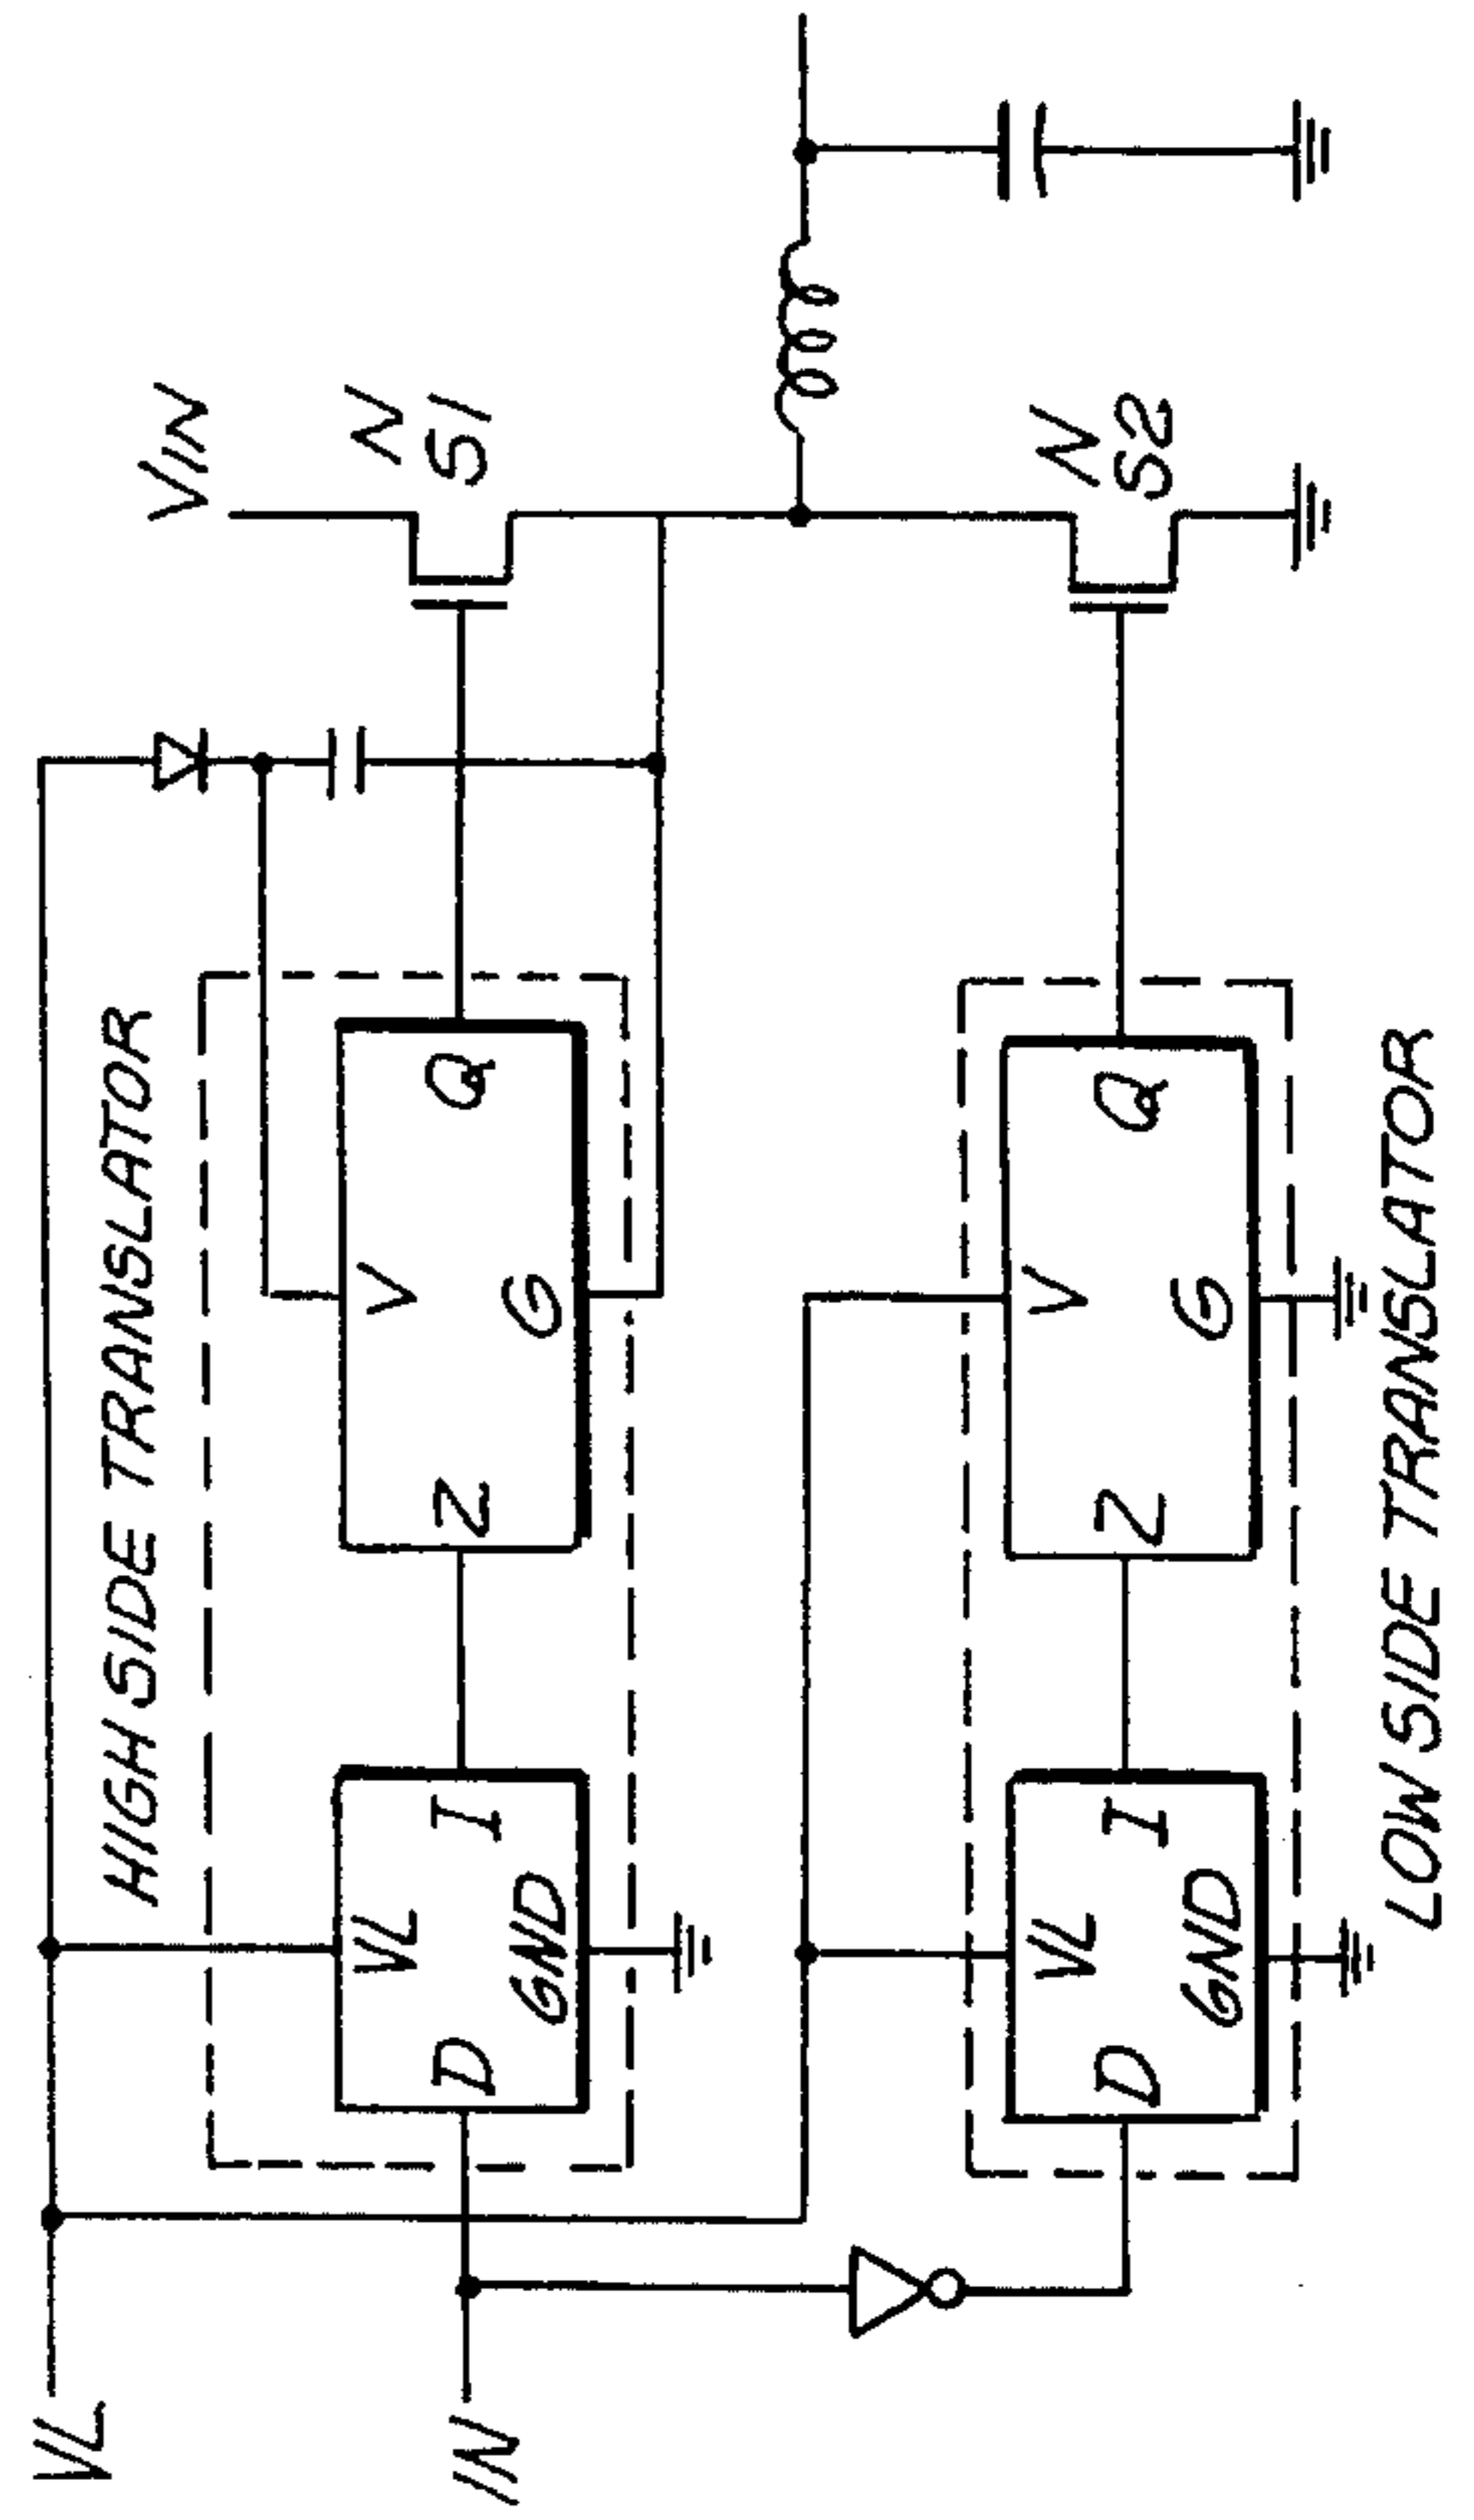 VL
VIN
HIGH SIDE TRANSLATOR
VL
V
N
S1
IN
D
I
Z
Q
GND
G
VL
V
N
S2
D
I
Z
Q
GND
G
LOW SIDE TRANSLATOR